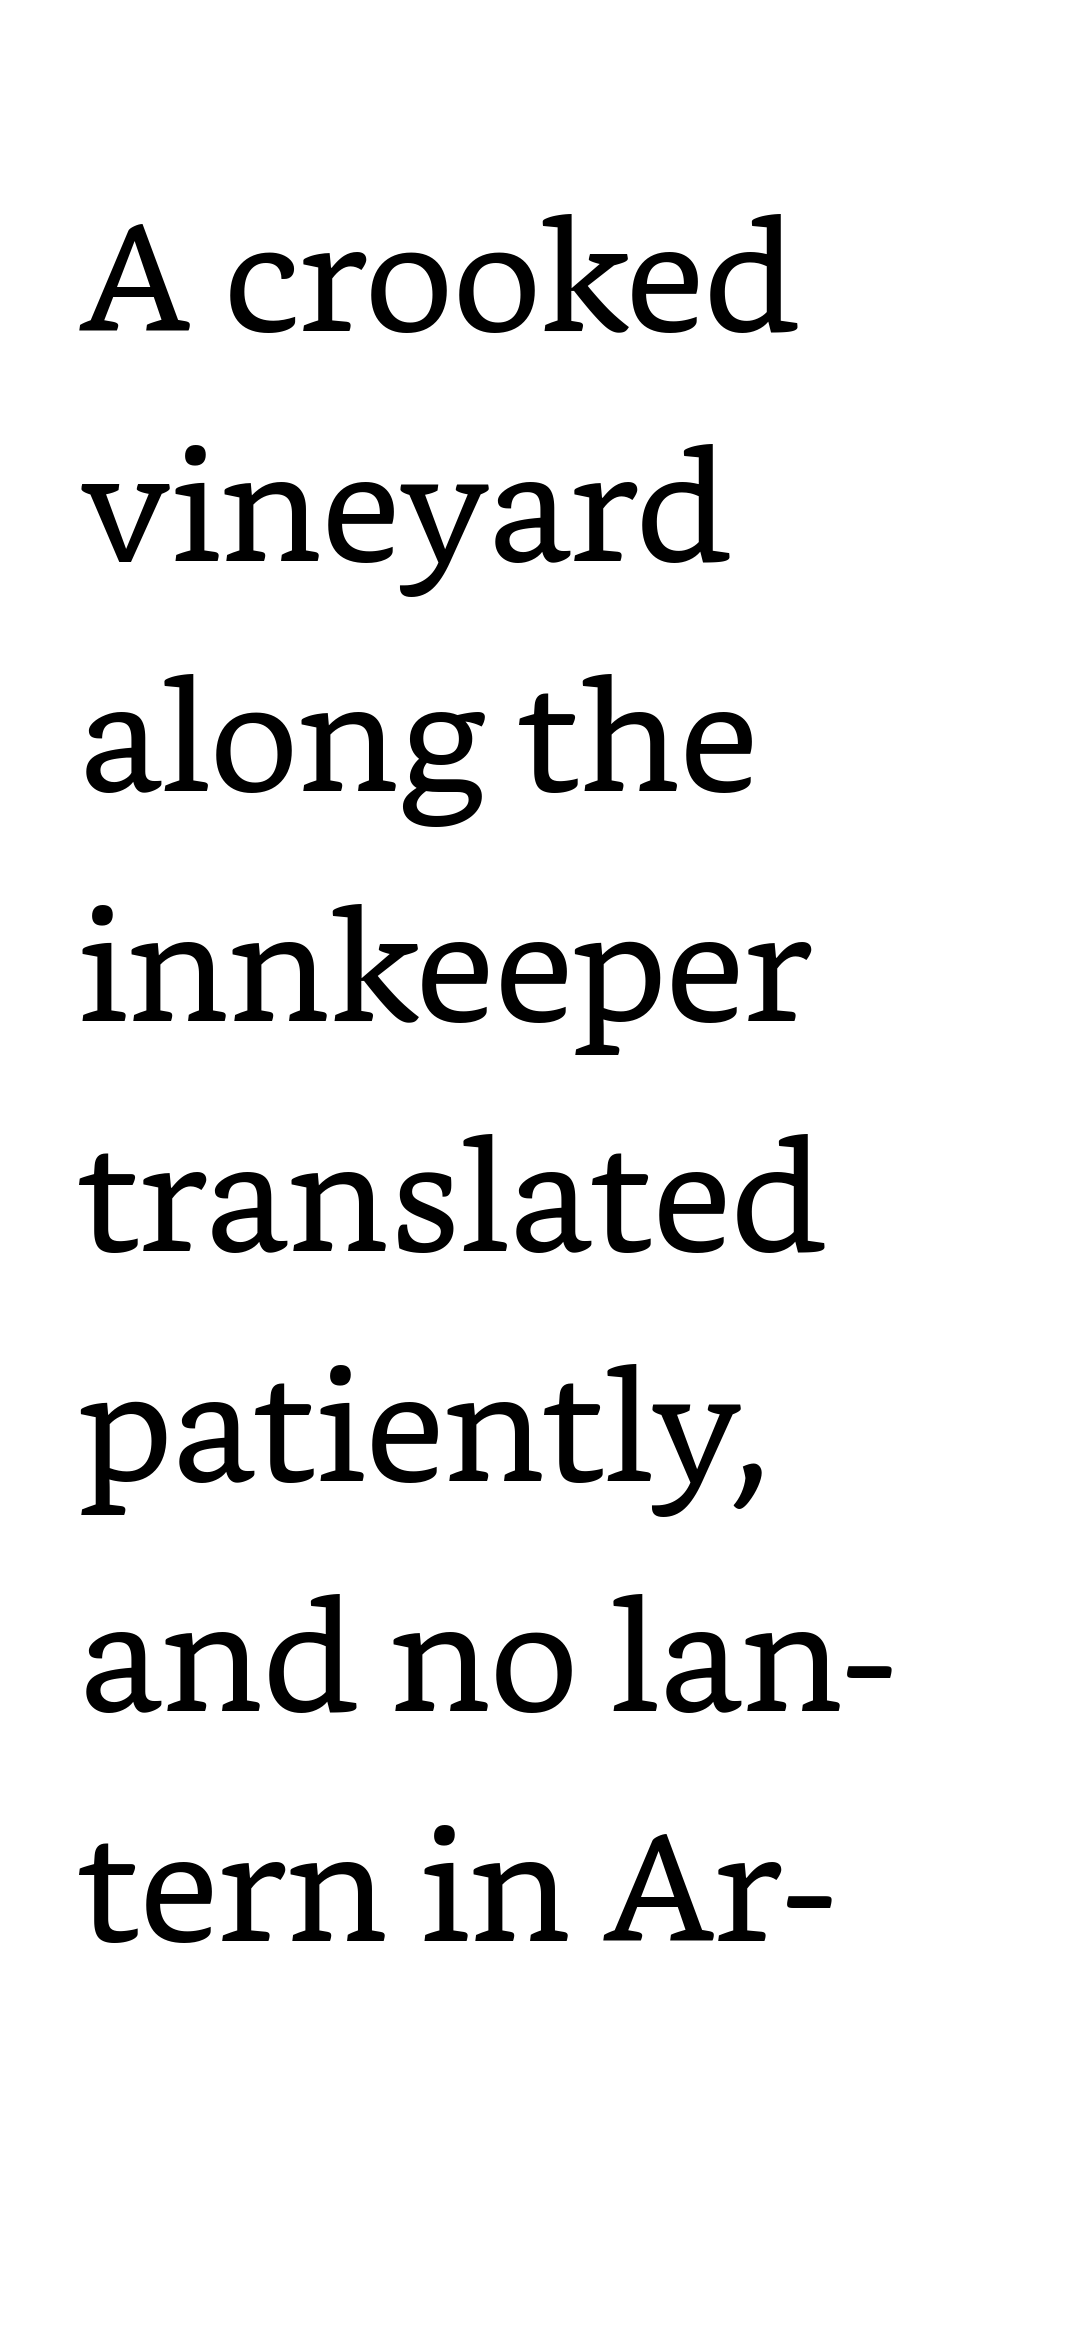 A crooked
vineyard
along the
innkeeper
translated
patiently,
and no lan-
tern in Ar-